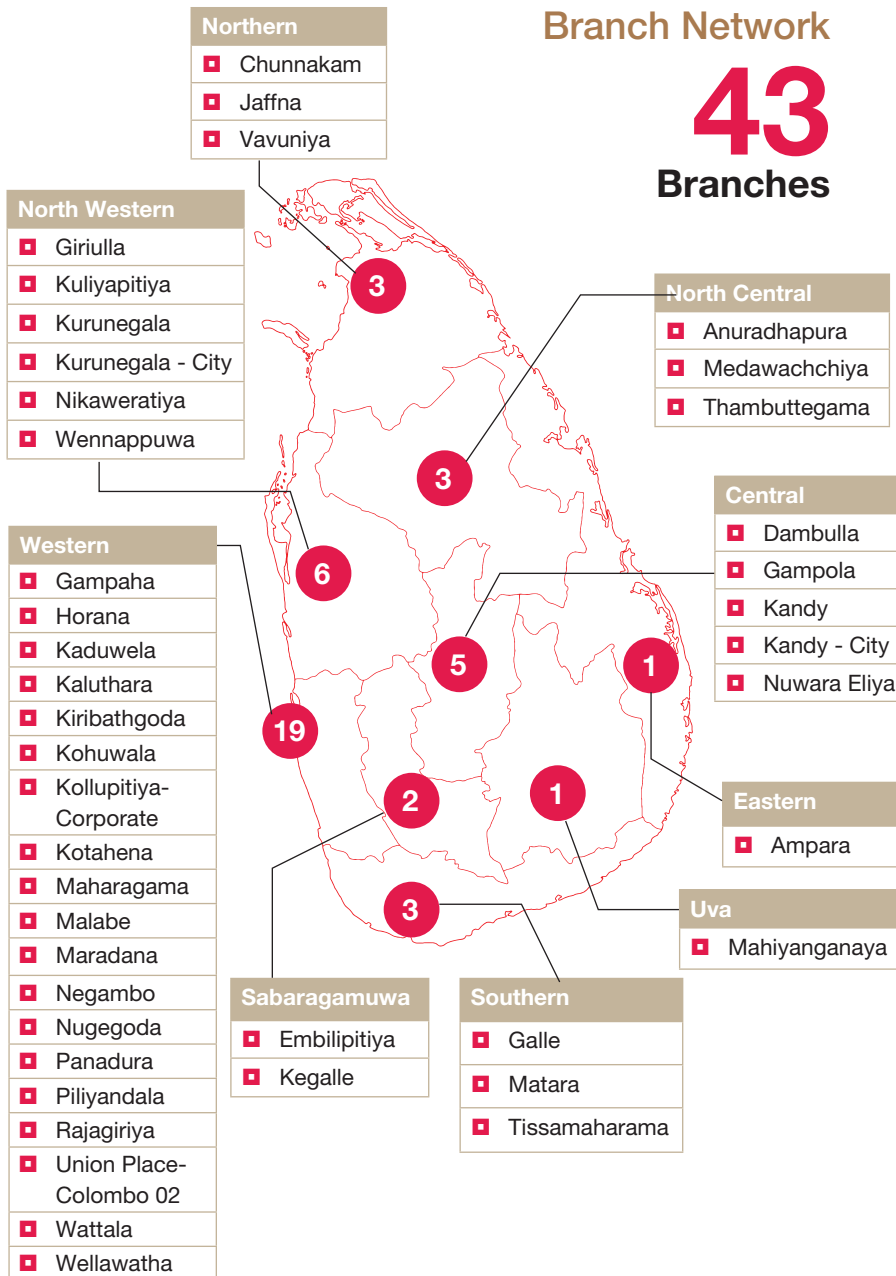 Branch Network
43
Branches
Northern
Chunnakam
Jaffna
Vavuniya
North Western
Giriulla
Kuliyapitiya
Kurunegala
Kurunegala - City
Nikaweratiya
Wennappuwa
North Central
Anuradhapura
Medawachchiya
Thambuttegama
Central
Dambulla
Gampola
Kandy
Kandy - City
Nuwara Eliya
Western
Gampaha
Horana
Kaduwela
Kaluthara
Kiribathgoda
Kohuwala
Kollupitiya-
Corporate
Kotahena
Maharagama
Malabe
Maradana
Negambo
Nugegoda
Panadura
Piliyandala
Rajagiriya
Union Place-
Colombo 02
Wattala
Wellawatha
3
3
6
5
1
19
2
1
3
Eastern
Ampara
Uva
Mahiyanganaya
Sabaragamuwa
Embilipitiya
Kegalle
Southern
Galle
Matara
Tissamaharama